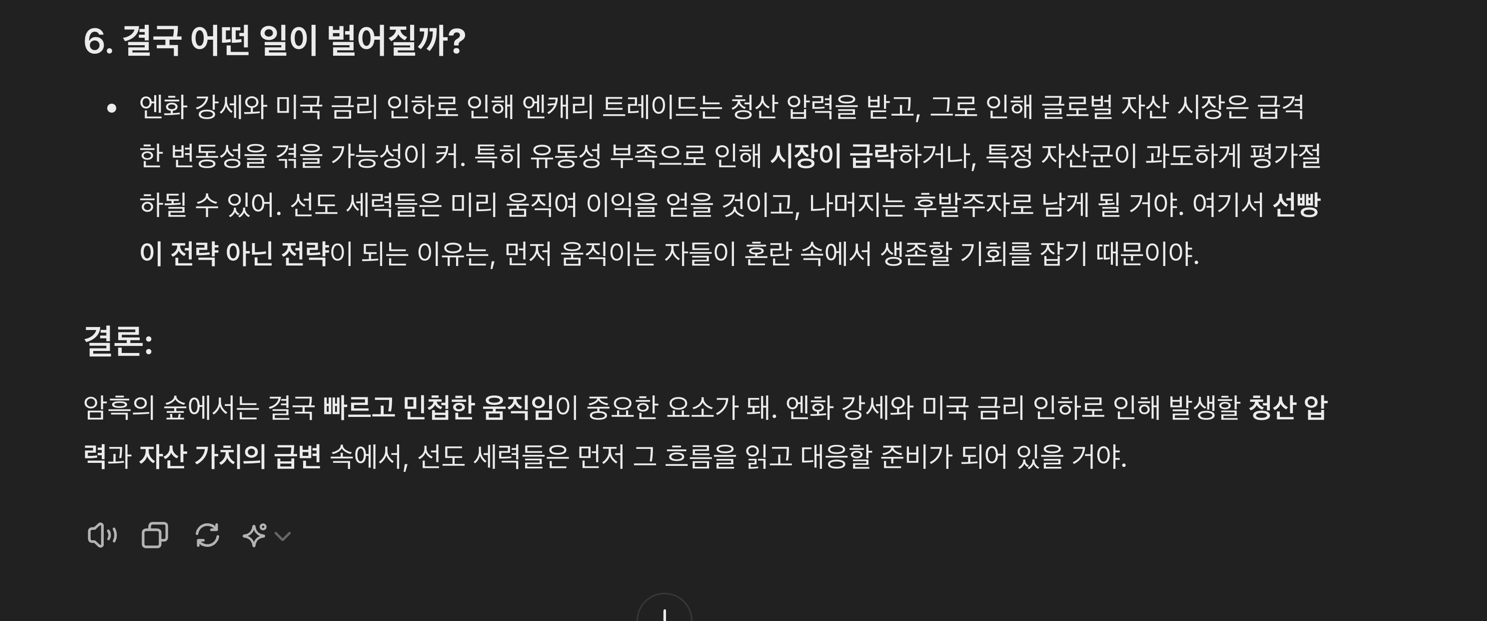 6. 결국 어떤 일이 벌어질까?
• 엔화 강세와 미국 금리 인하로 인해 엔캐리 트레이드는 청산 압력을 받고, 그로 인해 글로벌 자산 시장은 급격
한 변동성을 겪을 가능성이 커. 특히 유동성 부족으로 인해 시장이 급락하거나, 특정 자산군이 과도하게 평가절
하될 수 있어. 선도 세력들은 미리 움직여 이익을 얻을 것이고, 나머지는 후발주자로 남게 될 거야. 여기서 선빵
이 전략 아닌 전략이 되는 이유는, 먼저 움직이는 자들이 혼란 속에서 생존할 기회를 잡기 때문이야.
결론:
암흑의 숲에서는 결국 빠르고 민첩한 움직임이 중요한 요소가 돼. 엔화 강세와 미국 금리 인하로 인해 발생할 청산 압
력과 자산 가치의 급변 속에서, 선도 세력들은 먼저 그 흐름을 읽고 대응할 준비가 되어 있을 거야.